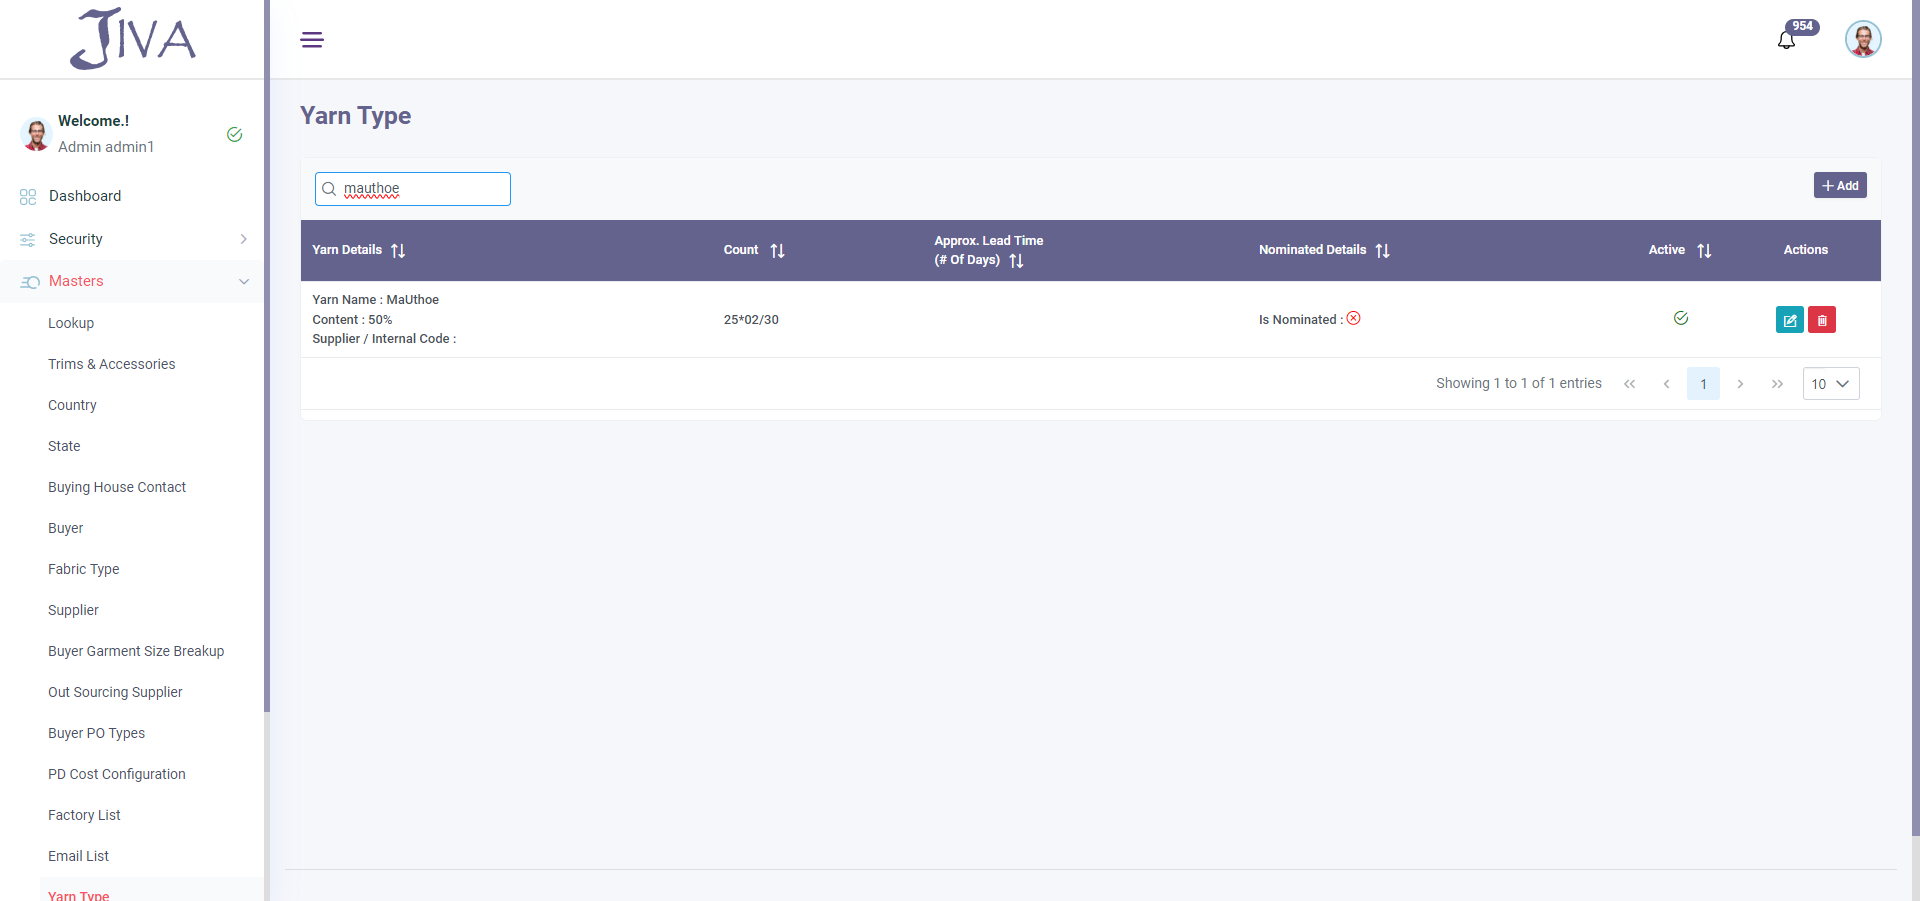 JIVA
954
Welcome.!
Admin admin1
Dashboard
Security
Masters
Lookup
Trims & Accessories
Country
State
Buying House Contact
Buyer
Fabric Type
Supplier
Buyer Garment Size Breakup
Out Sourcing Supplier
Buyer PO Types
PD Cost Configuration
Factory List
Email List
Yarn Type
Yarn Type
mauthoe
Add
Yarn Details
Count
Approx. Lead Time
(# Of Days)
Nominated Details
Active
Actions
Yarn Name : MaUthoe
Content : 50%
Supplier / Internal Code :
25*02/30
Is Nominated :
Showing 1 to 1 of 1 entries
1
10